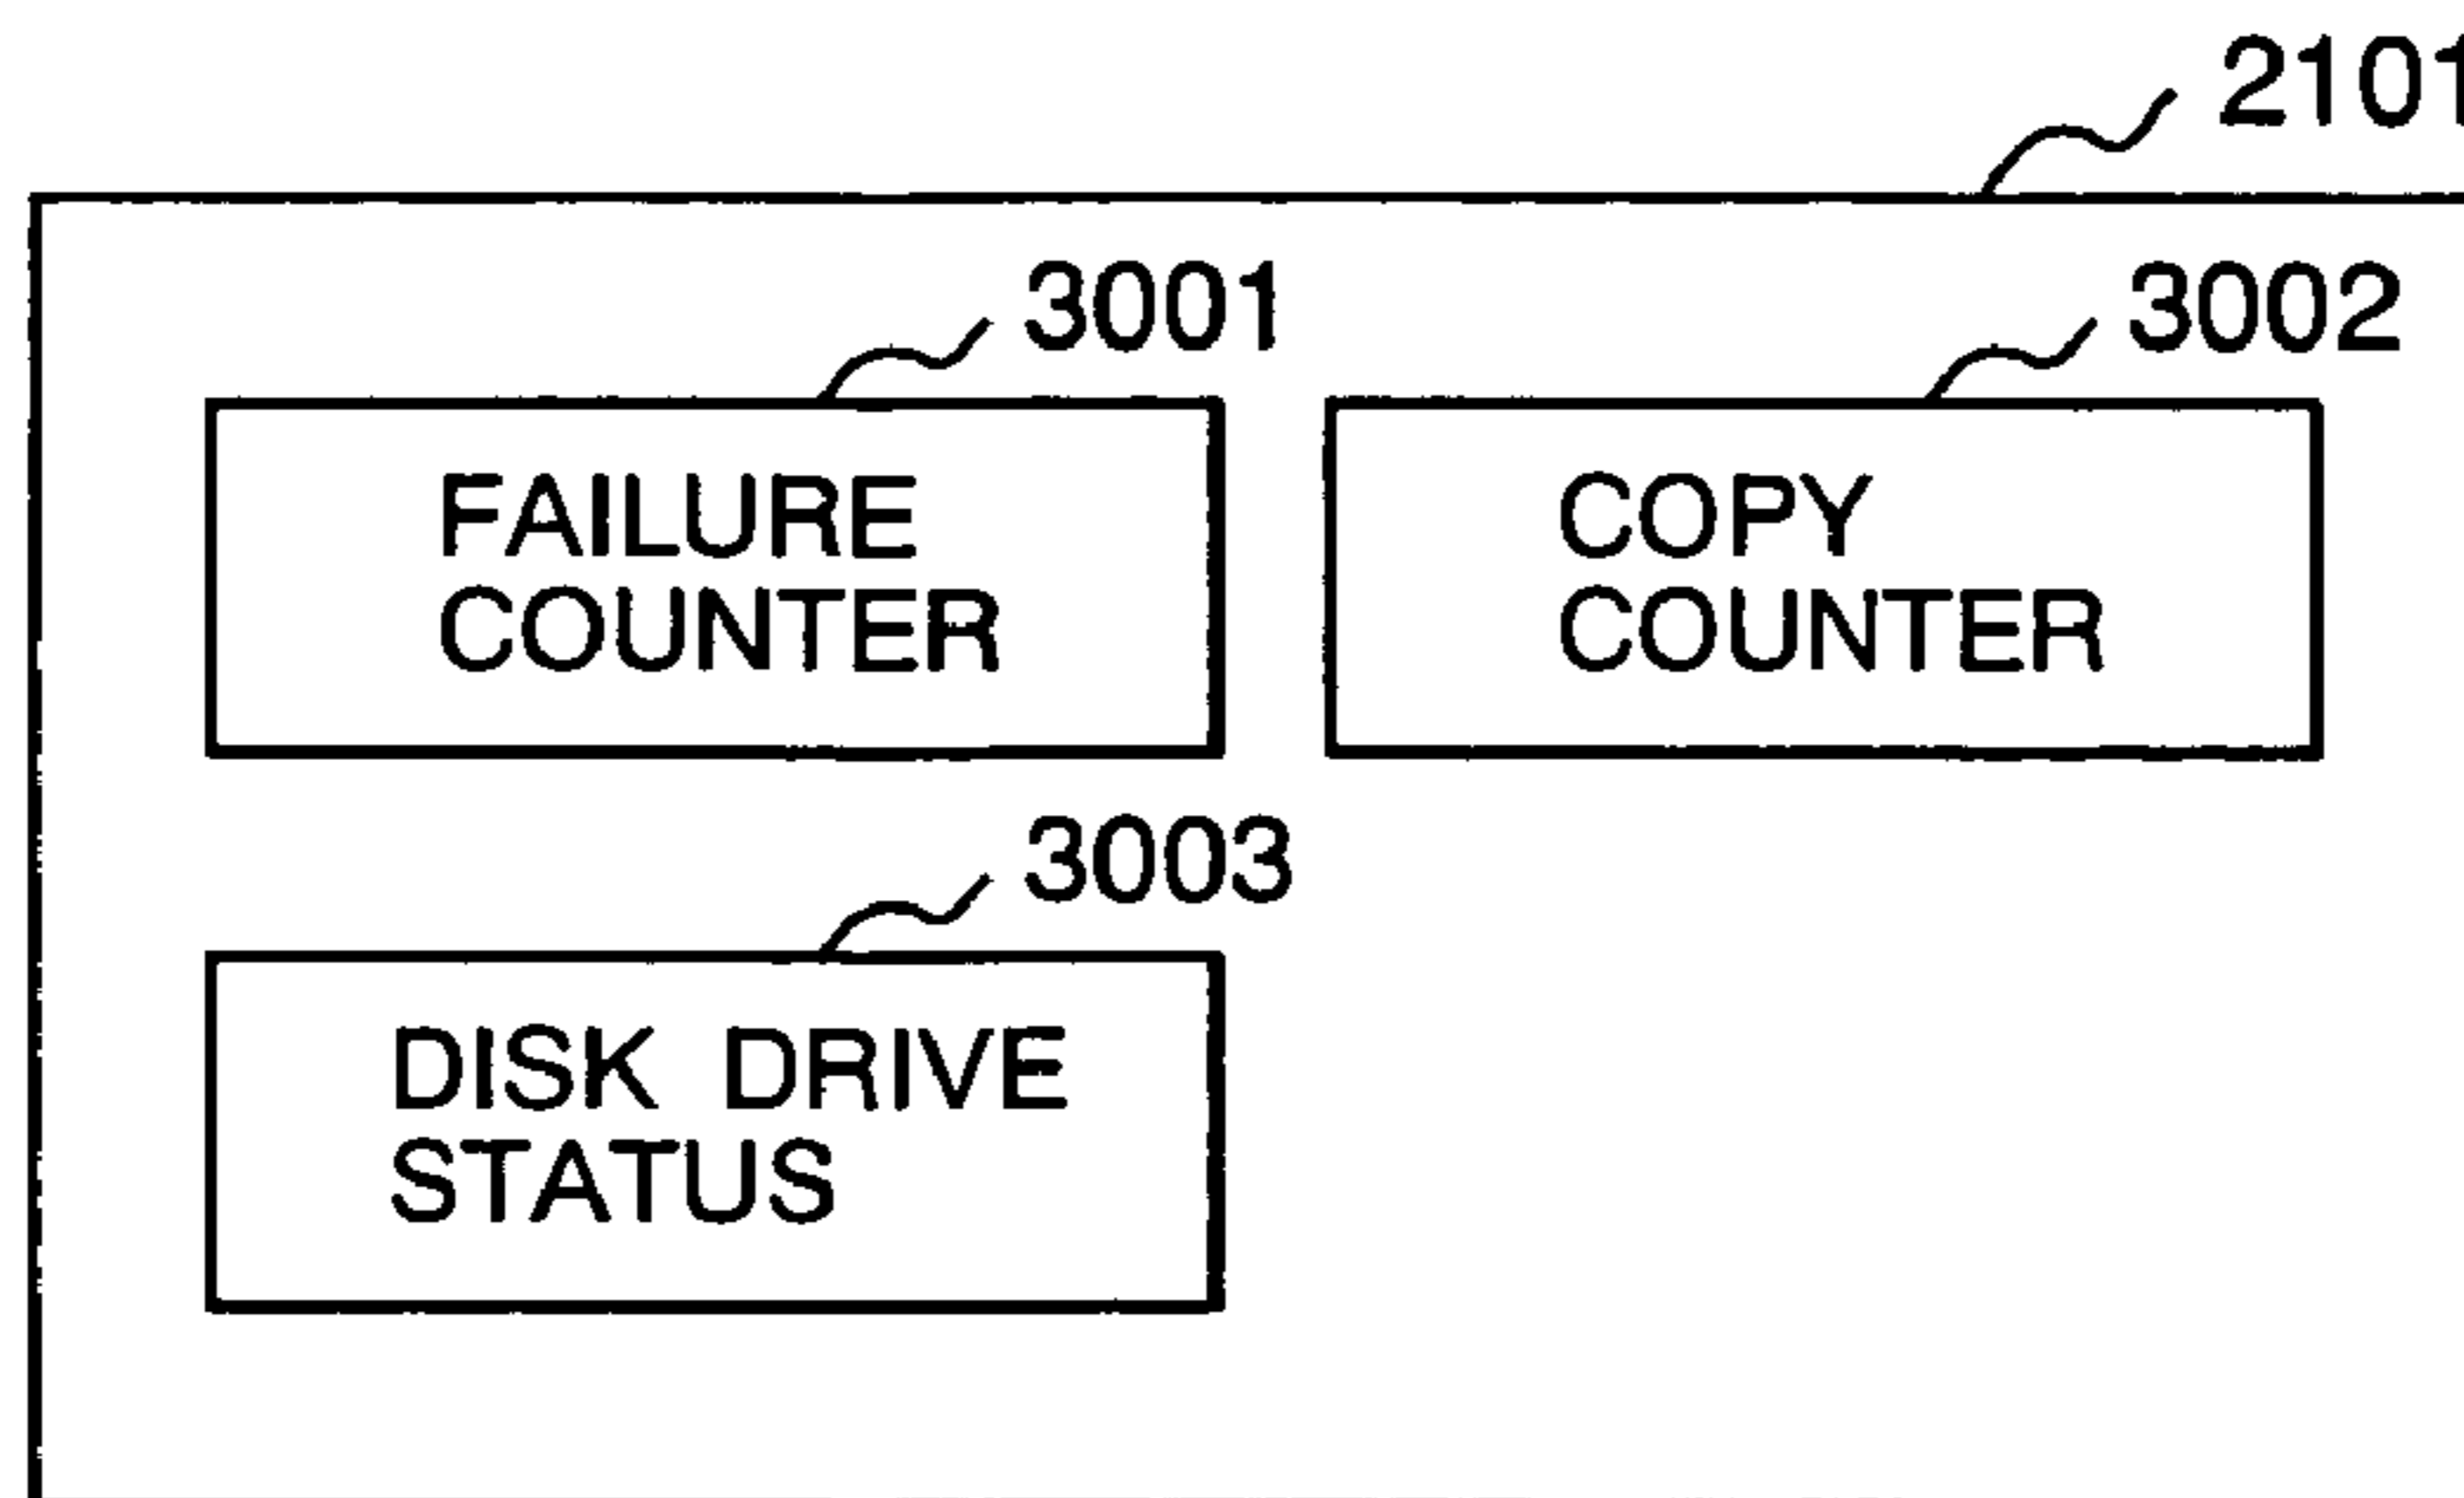 2101
3001
3002
FAILURE
COUNTER
COPY
COUNTER
3003
DISK DRIVE
STATUS